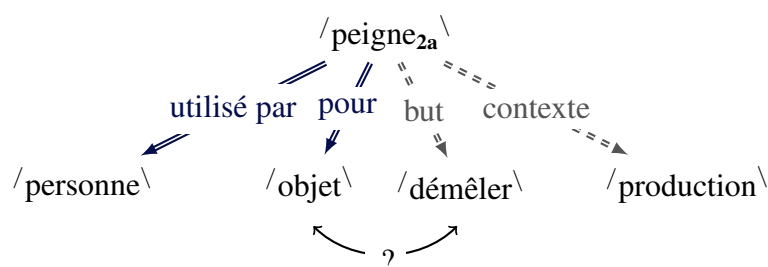 /peigne2a\
utilisé par pour but contexte
/personne\ /objet\ /démêler\ /production\
?